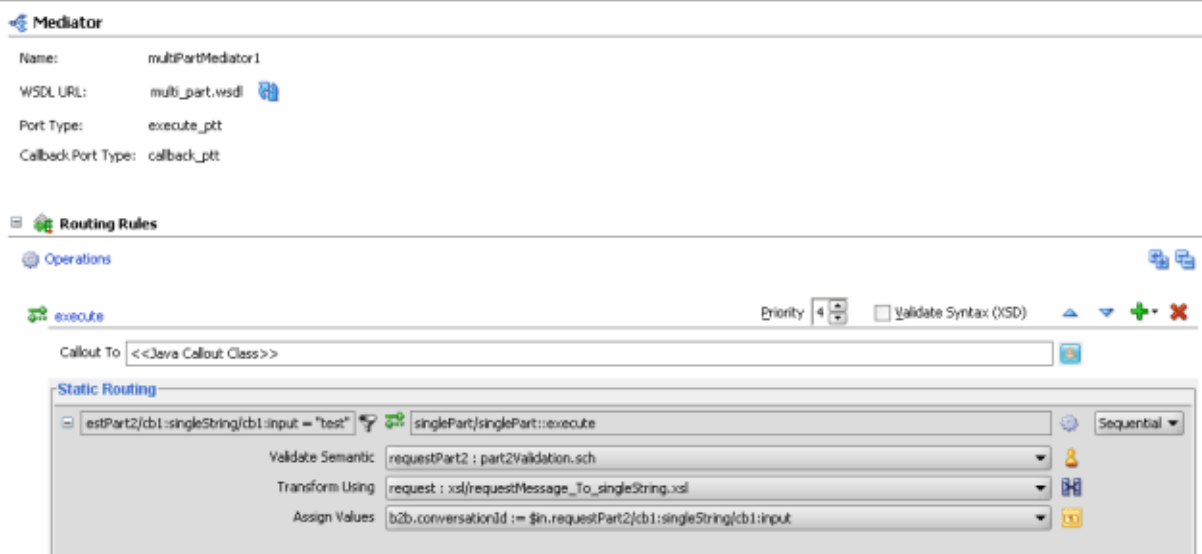 Mediator
Name: multiPartMediator1
WSDL URL: multi_part.wsdl
Port Type: execute_ptt
Callback Port Type: callback_ptt
Routing Rules
Operations
execute Priority 4 Validate Syntax (XSD)
Callout To <<Java Callout Class>>
Static Routing
estPart2/cb1:singleString/cb1:input = "test" singlePart/singlePart::execute Sequential
Validate Semantic requestPart2 : part2Validation.sch
Transform Using request : xsl/requestMessage_To_singleString.xsl
Assign Values b2b.conversationId := $in.requestPart2/cb1:singleString/cb1:input